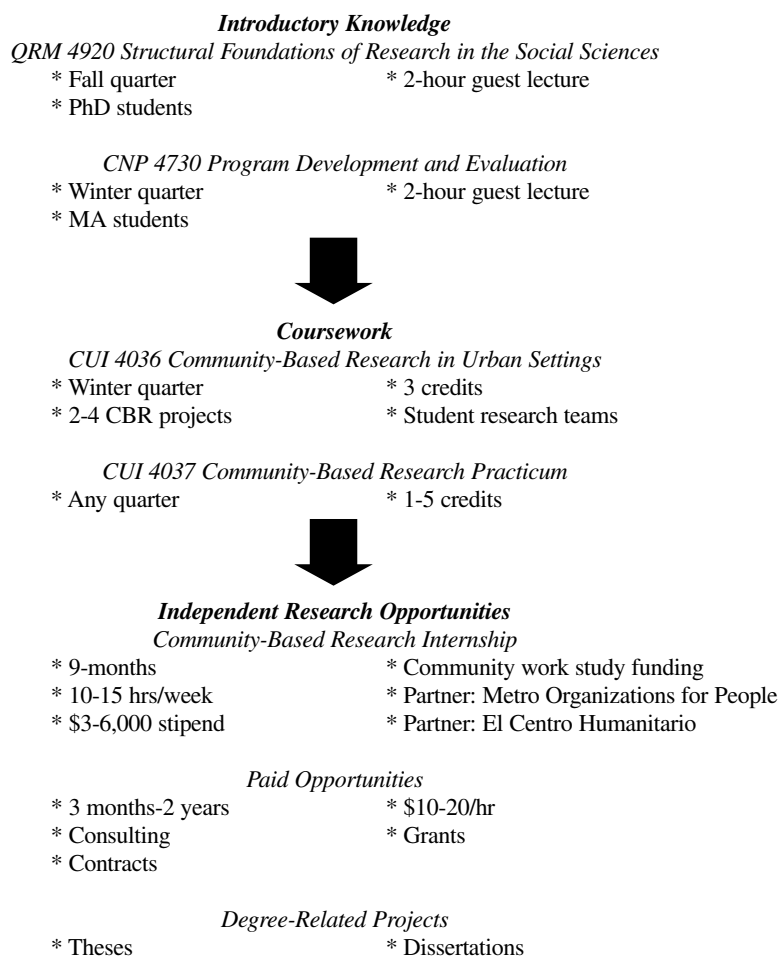 Introductory Knowledge
QRM 4920 Structural Foundations of Research in the Social Sciences
* Fall quarter * 2-hour guest lecture
* PhD students
CNP 4730 Program Development and Evaluation
* Winter quarter * 2-hour guest lecture
* MA students
Coursework
CUI 4036 Community-Based Research in Urban Settings
* Winter quarter * 3 credits
* 2-4 CBR projects * Student research teams
CUI 4037 Community-Based Research Practicum
* Any quarter * 1-5 credits
Independent Research Opportunities
Community-Based Research Internship
* 9-months * Community work study funding
* 10-15 hrs/week * Partner: Metro Organizations for People
* $3-6,000 stipend * Partner: El Centro Humanitario
Paid Opportunities
* 3 months-2 years * $10-20/hr
* Consulting * Grants
* Contracts
Degree-Related Projects
* Theses * Dissertations